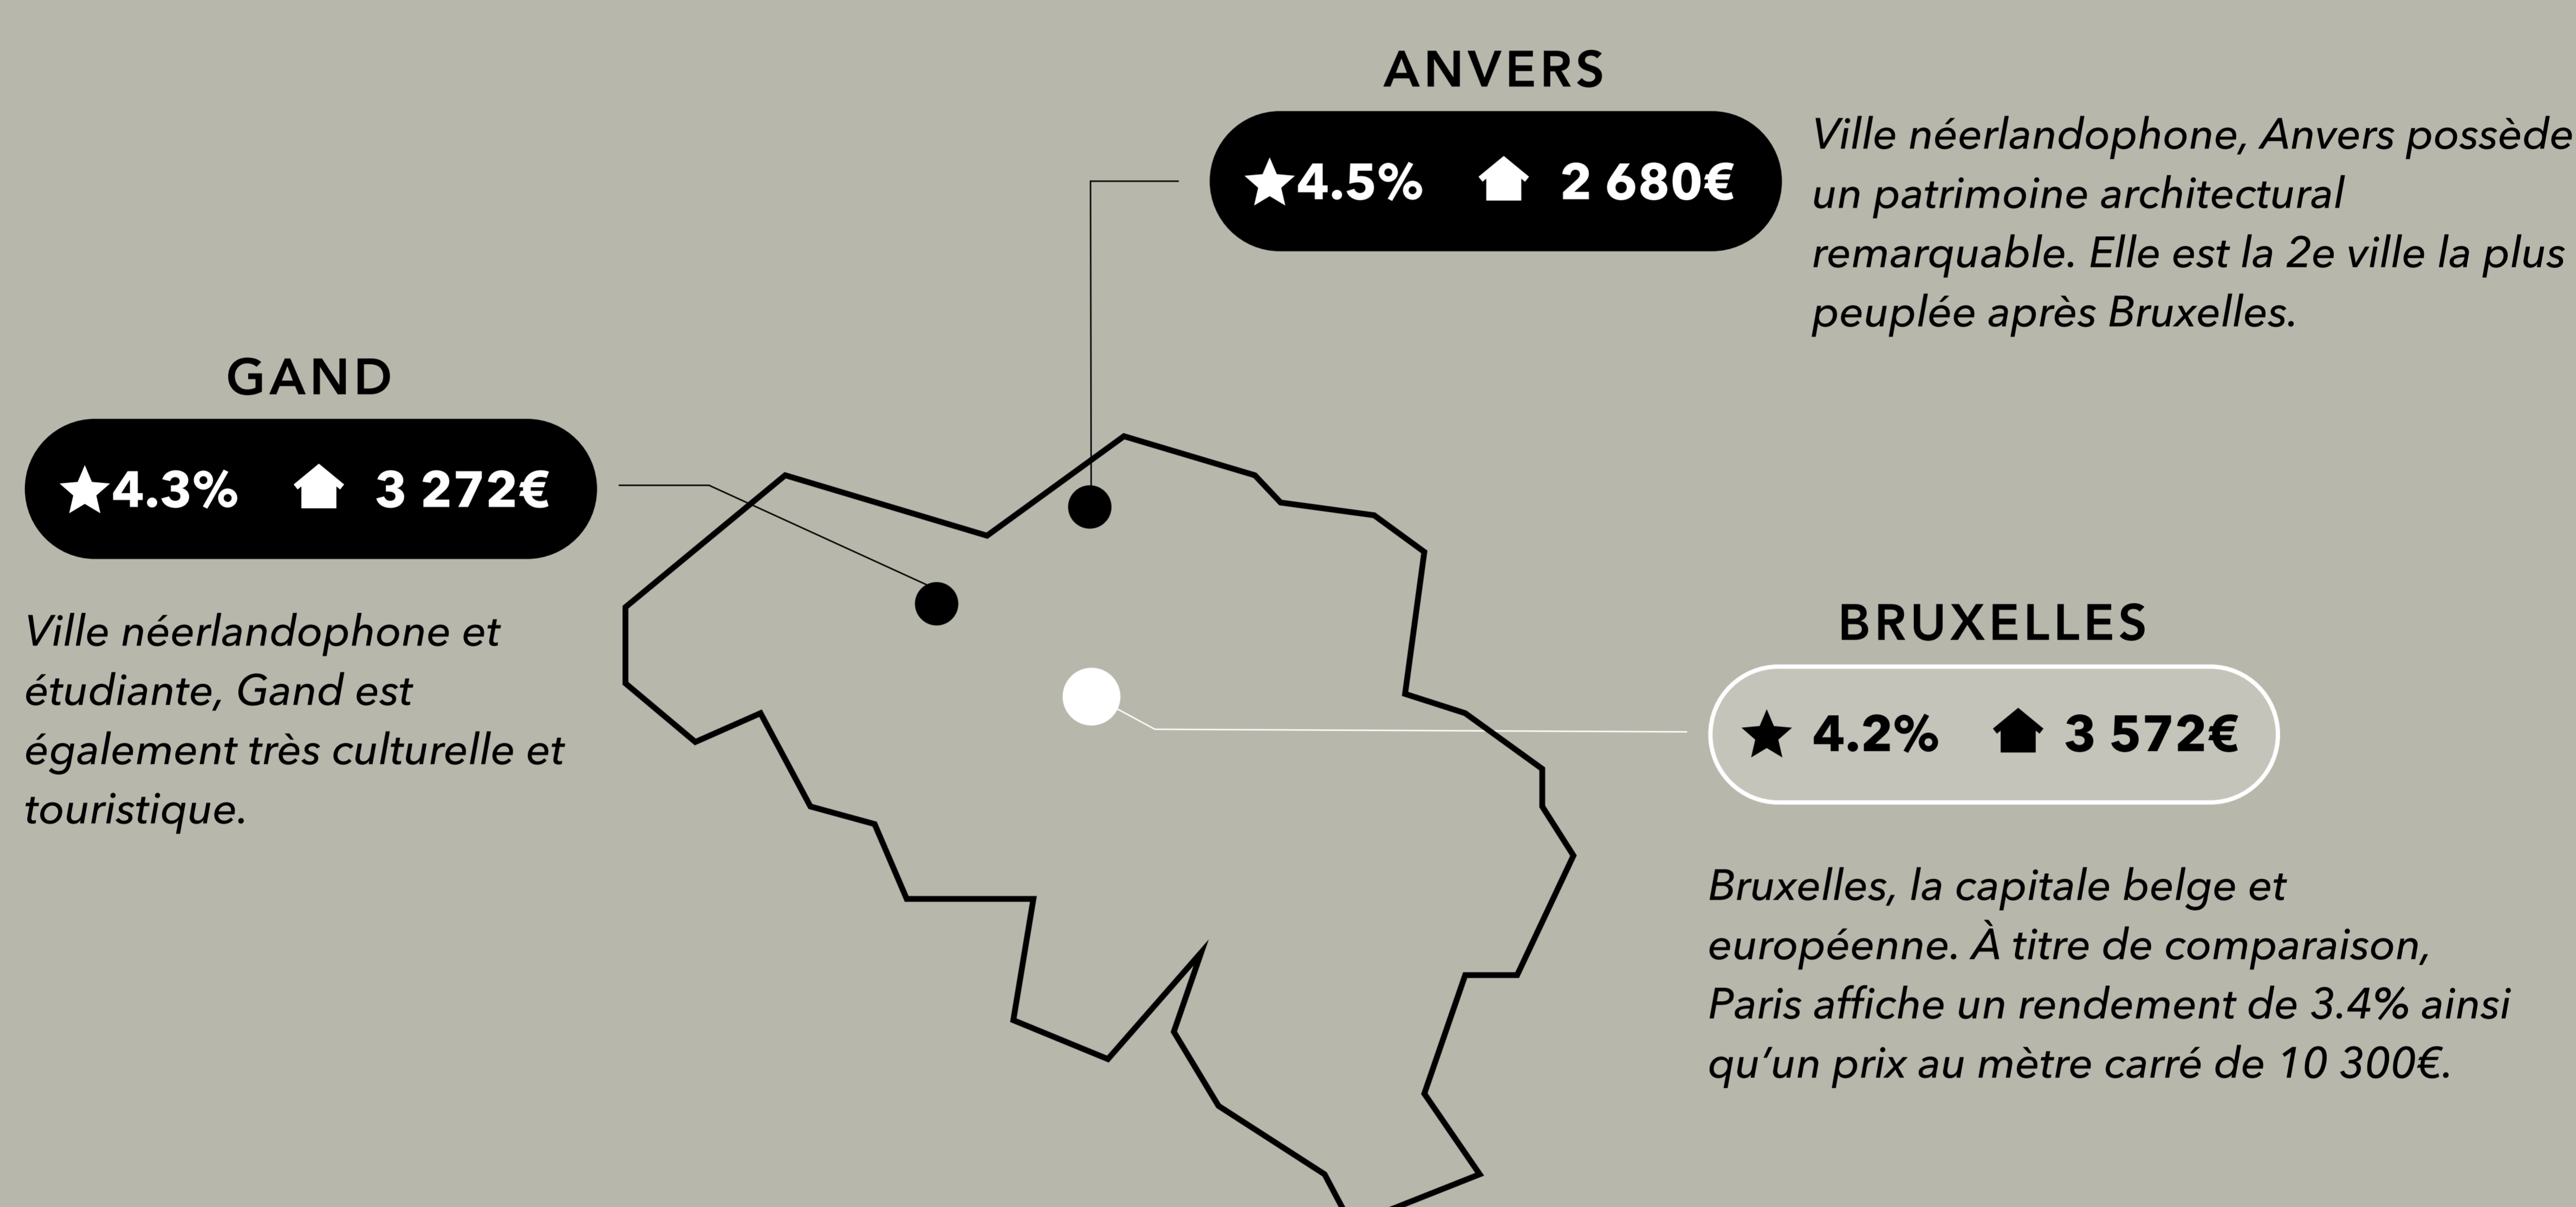 ANVERS
4.5% 2 680€
Ville néerlandophone, Anvers possède
un patrimoine architectural
remarquable. Elle est la 2e ville la plus
peuplée après Bruxelles.
GAND
4.3% 3 272€
Ville néerlandophone et
étudiante, Gand est
également très culturelle et
touristique.
BRUXELLES
4.2% 3 572€
Bruxelles, la capitale belge et
européenne. À titre de comparaison,
Paris affiche un rendement de 3.4% ainsi
qu’un prix au mètre carré de 10 300€.